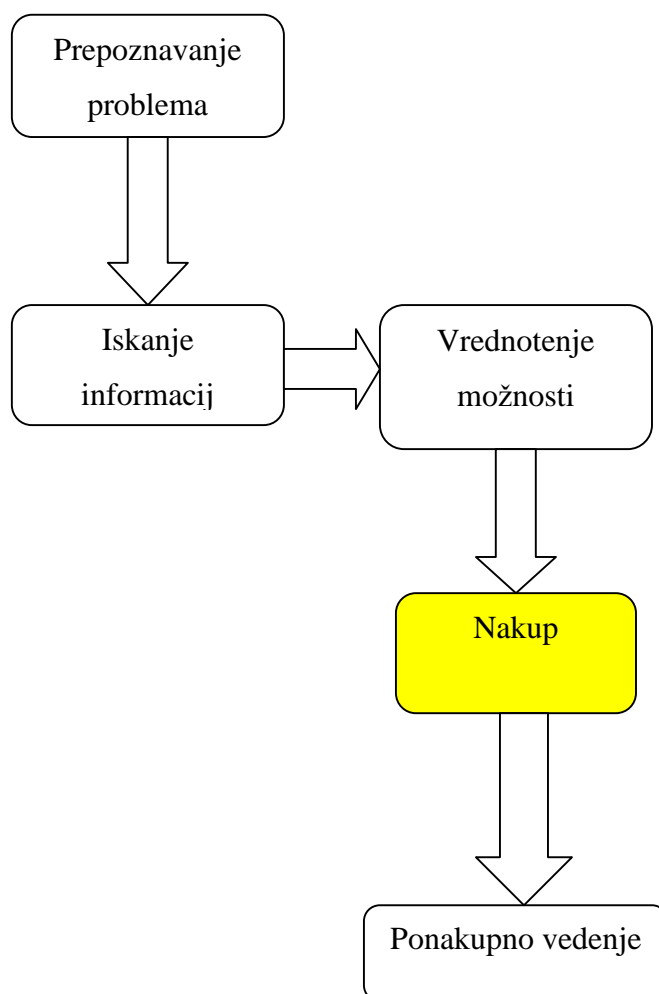 Prepoznavanje
problema
Iskanje
informacij
Vrednotenje
možnosti
Nakup
Ponakupno vedenje